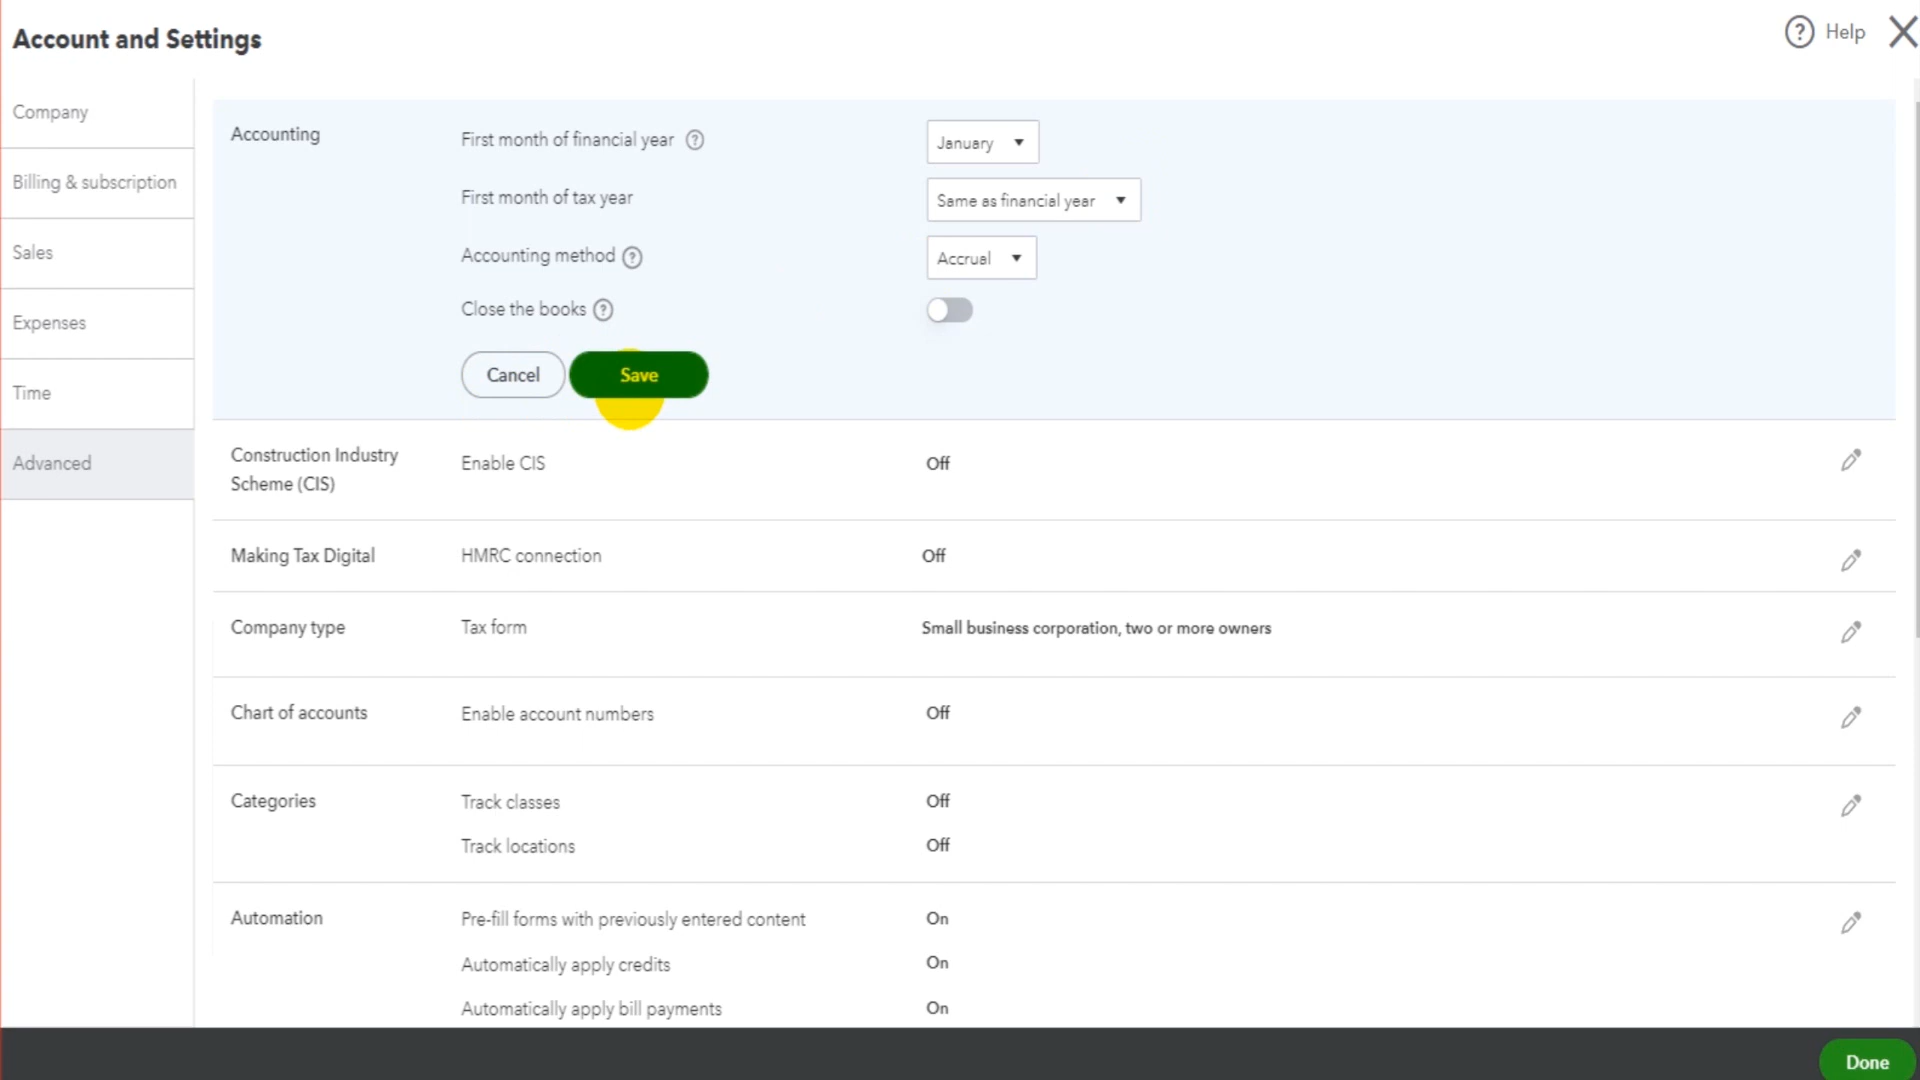 Account and Settings
? Help
Company
Billing & subscription
Sales
Expenses
Time
Advanced
Accounting
First month of financial year ?
January
First month of tax year
Same as financial year
Accounting method ?
Accrual
Close the books ?
Cancel
Save
Construction Industry
Scheme (CIS)
Enable CIS
Off
Making Tax Digital
HMRC connection
Off
Company type
Tax form
Small business corporation, two or more owners
Chart of accounts
Enable account numbers
Off
Categories
Track classes
Off
Track locations
Off
Automation
Pre-fill forms with previously entered content
On
Automatically apply credits
On
Automatically apply bill payments
On
Done